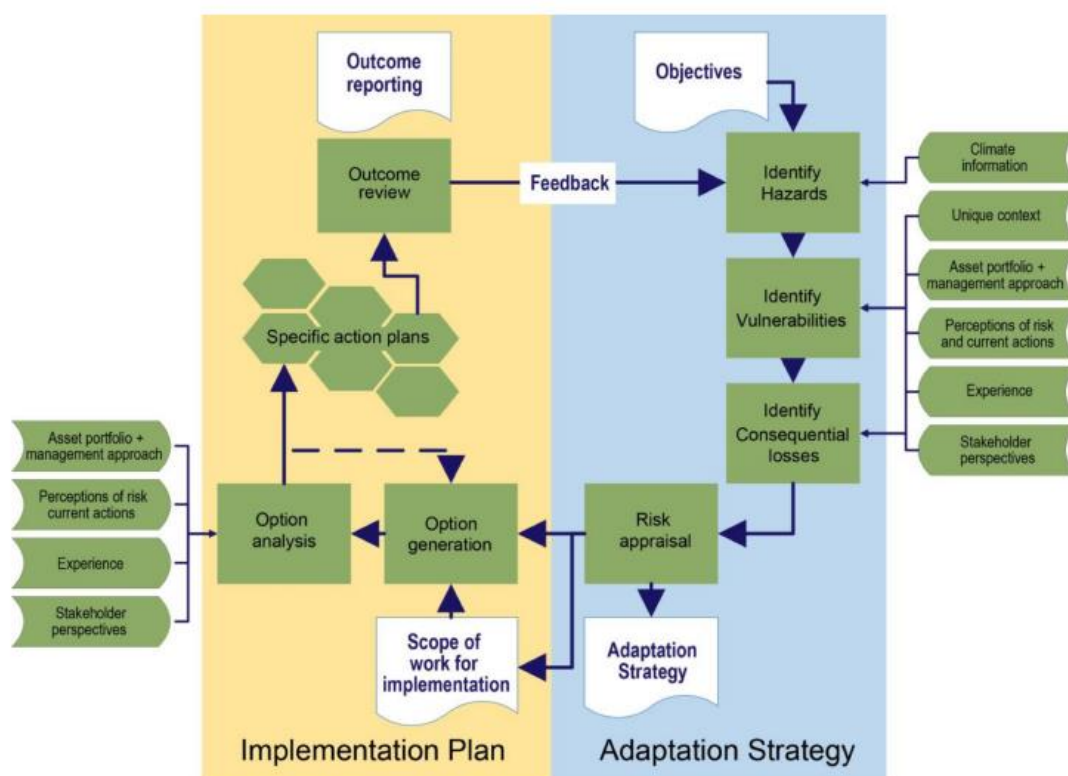 Outcome
reporting
Objectives
Outcome
review
Feedback
Identify
Hazards
Climate
information
Unique context
Identify
Vulnerabilities
Asset portfolio +
management approach
Perceptions of risk
and current actions
Specific action plans
Identify
Consequential
losses
Experience
Stakeholder
perspectives
Asset portfolio +
management approach
Perceptions of risk
current actions
Experience
Stakeholder
perspectives
Option
analysis
Option
generation
Risk
appraisal
Scope of
work for
implementation
Adaptation
Strategy
Implementation Plan
Adaptation Strategy